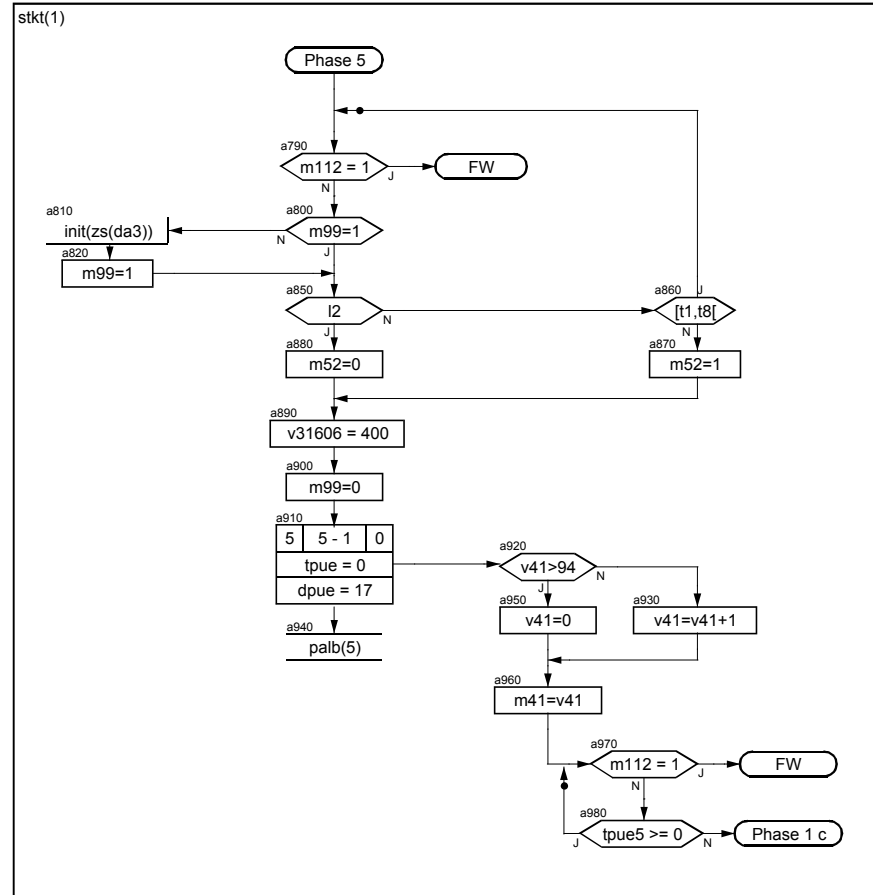 stkt(1)
Phase 5
a790
m112 = 1
J
FW
N
a800
m99=1
N
J
a810
init(zs(da3))
a820
m99=1
a850
l2
N
J
a860
J
[t1,t8[
N
a870
m52=1
a880
m52=0
a890
v31606 = 400
a900
m99=0
a910
5 5 - 1 0
tpue = 0
dpue = 17
a940
palb(5)
a920
v41>94
N
J
a950
v41=0
a930
v41=v41+1
a960
m41=v41
a970
m112 = 1
J
FW
N
a980
tpue5 >= 0
J
N
Phase 1 c